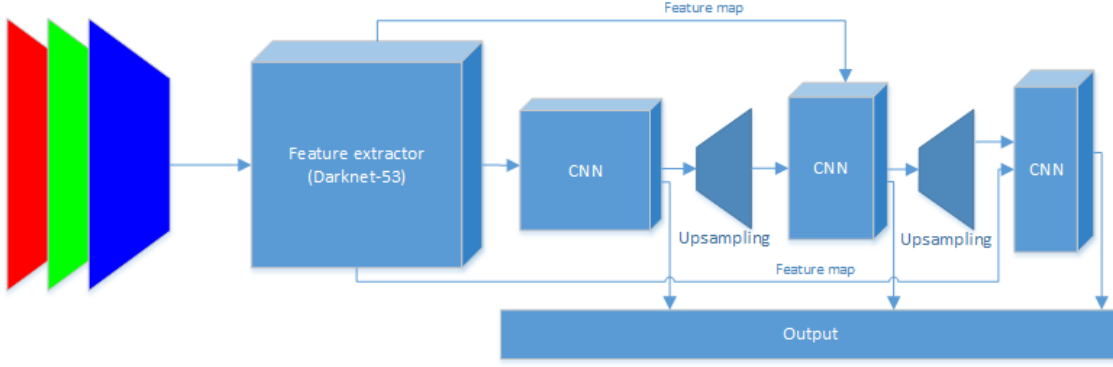 Feature map
Feature extractor
(Darknet-53)
CNN
CNN
CNN
Upsampling
Upsampling
Feature map
Output